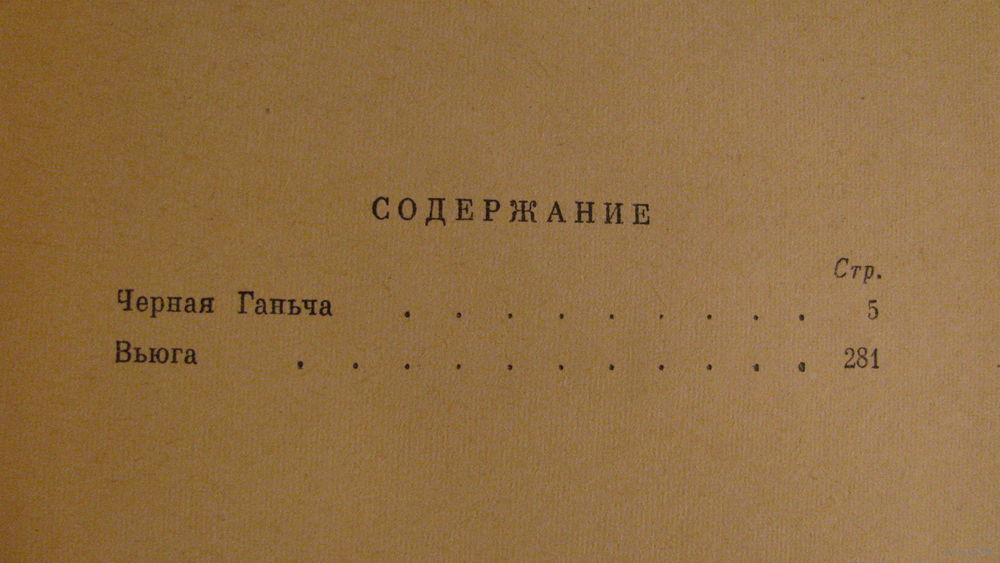 СОДЕРЖАНИЕ
Стр.
Черная Ганьча . . . . . . . . . 5
Вьюга . . . . . . . . . . . 281